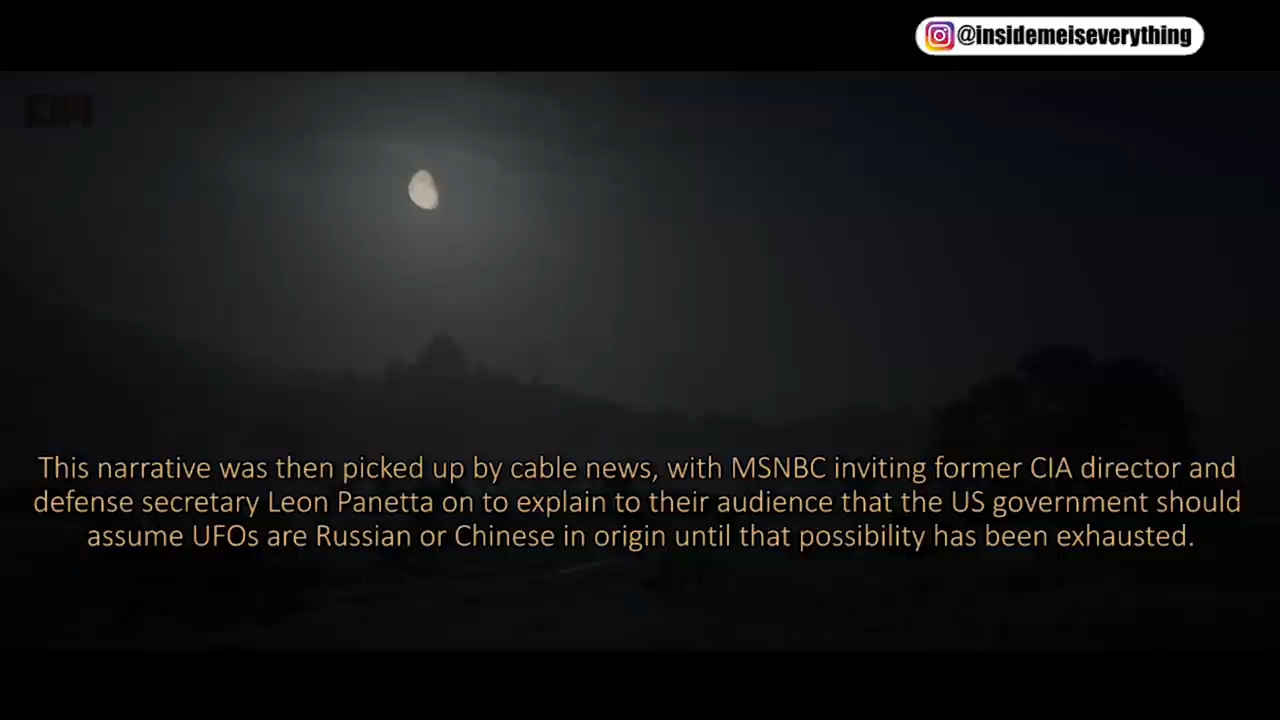 @insidemeiseverything
This narrative was then picked up by cable news, with MSNBC inviting former CIA director and
defense secretary Leon Panetta on to explain to their audience that the US government should
assume UFOs are Russian or Chinese in origin until that possibility has been exhausted.